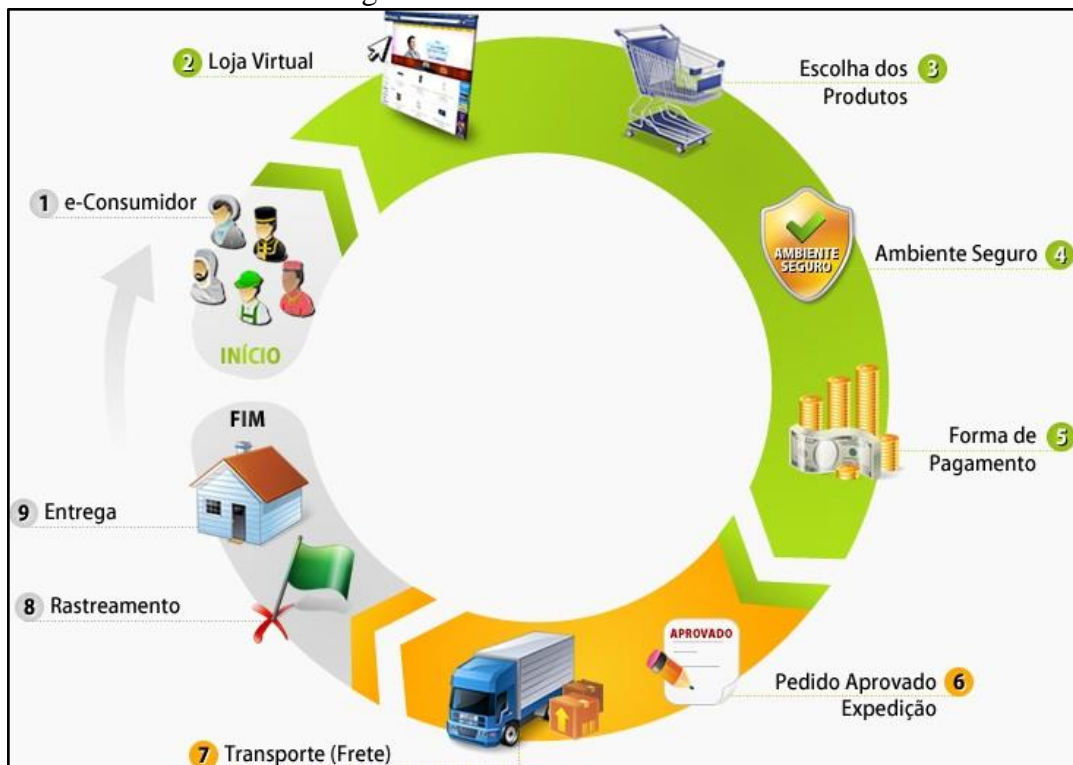 2 Loja Virtual
Escolha dos 3
Produtos
1 e-Consumidor
AMBIENTE
SEGURO
Ambiente Seguro 4
INÍCIO
FIM
Forma de 5
Pagamento
9 Entrega
8 Rastreamento
APROVADO
Pedido Aprovado 6
Expedição
7 Transporte (Frete)